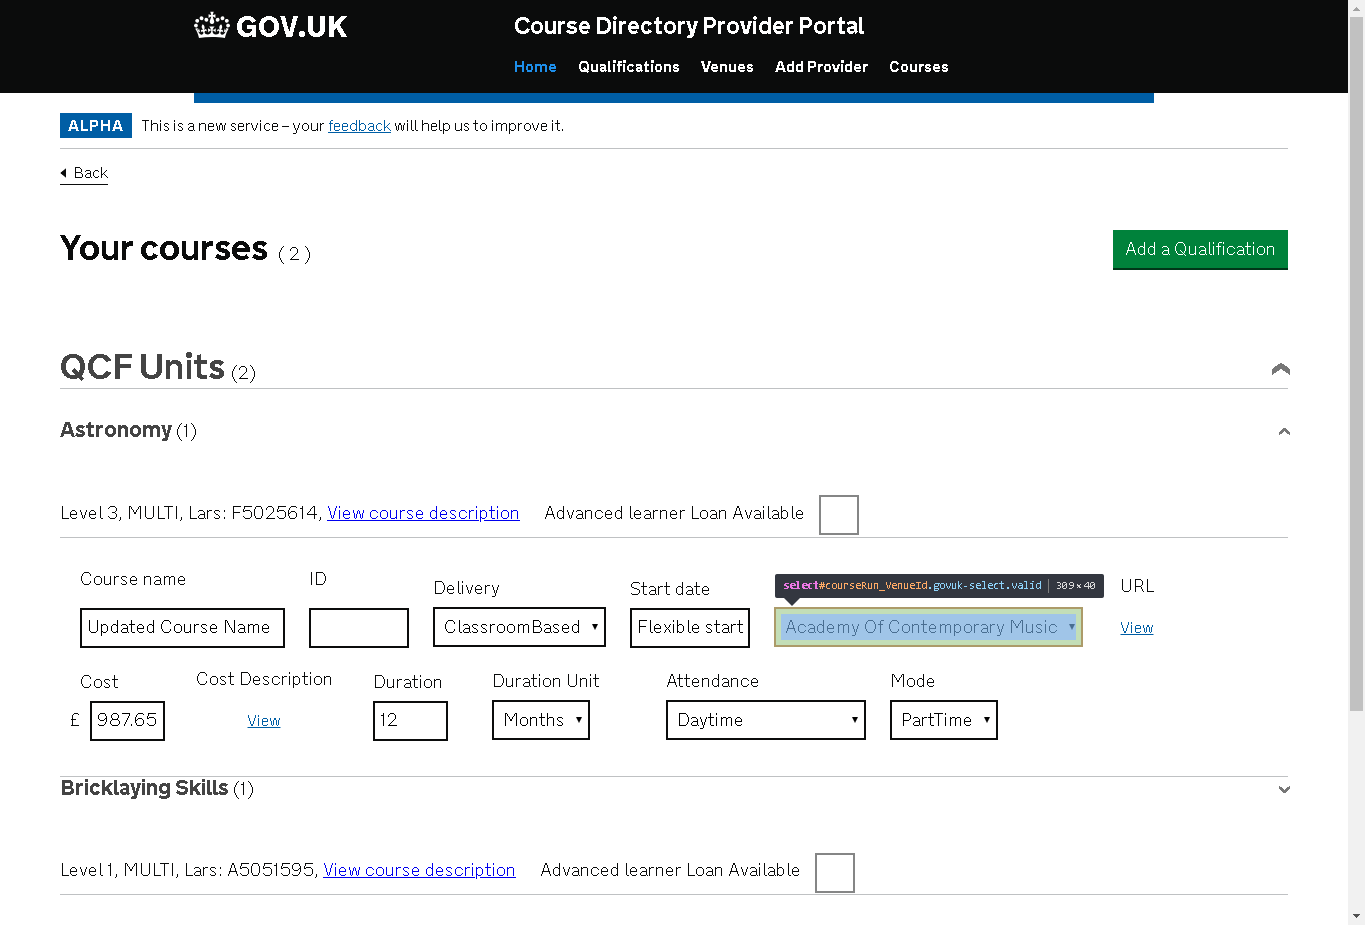 GOV.UK
Course Directory Provider Portal
Home Qualifications Venues Add Provider Courses
ALPHA This is a new service – your feedback will help us to improve it.
Back
Your courses ( 2 )
Add a Qualification
QCF Units (2)
Astronomy (1)
Level 3, MULTI, Lars: F5025614, View course description Advanced learner Loan Available
Course name ID Delivery Start date select#courseRun_VenueId.govuk-select.valid | 309×40 URL
Updated Course Name ClassroomBased Flexible start Academy Of Contemporary Music View
Cost Cost Description Duration Duration Unit Attendance Mode
£ 987.65 View 12 Months Daytime PartTime
Bricklaying Skills (1)
Level 1, MULTI, Lars: A5051595, View course description Advanced learner Loan Available